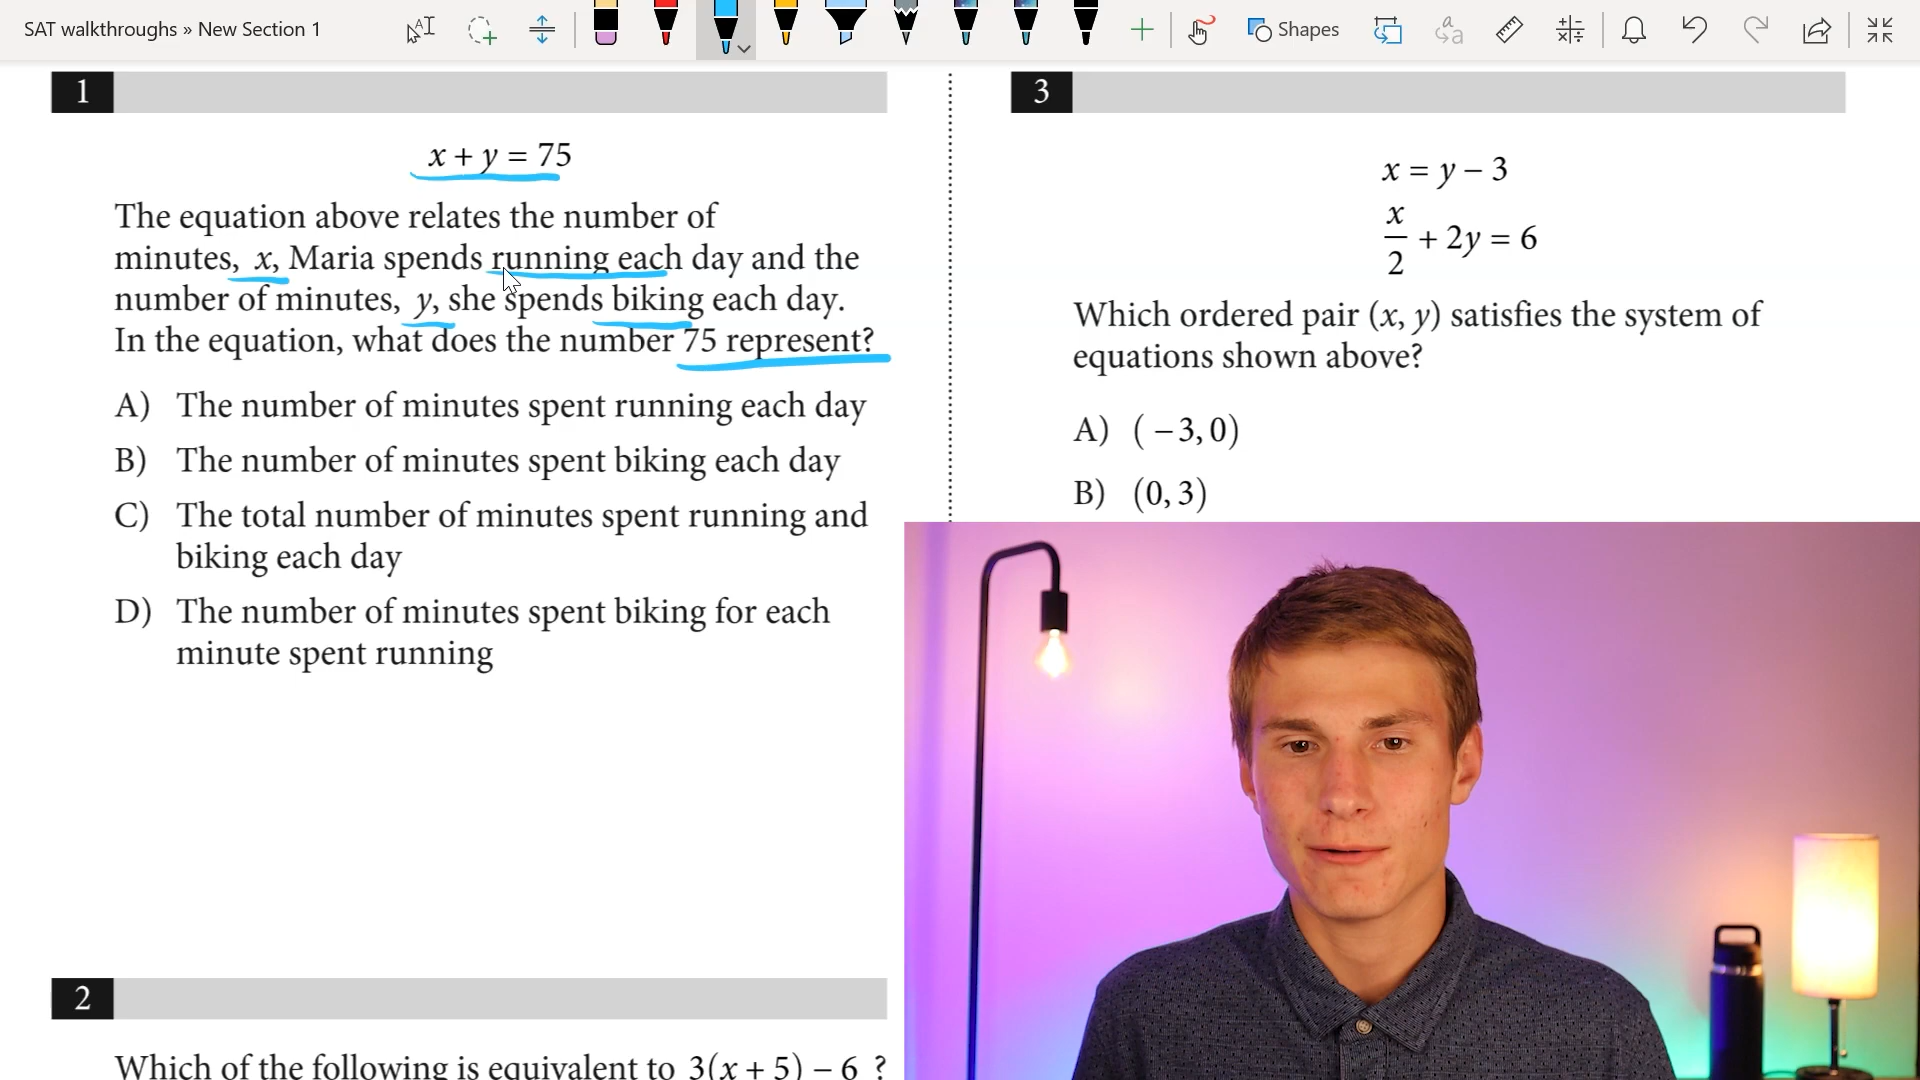 SAT walkthroughs » New Section 1
Shapes
1
x + y = 75
The equation above relates the number of
minutes, x, Maria spends running each day and the
number of minutes, y, she spends biking each day.
In the equation, what does the number 75 represent?
A) The number of minutes spent running each day
B) The number of minutes spent biking each day
C) The total number of minutes spent running and
biking each day
D) The number of minutes spent biking for each
minute spent running
2
Which of the following is equivalent to 3(x + 5) − 6 ?
3
x = y − 3
x/2 + 2y = 6
Which ordered pair (x, y) satisfies the system of
equations shown above?
A) (−3, 0)
B) (0, 3)